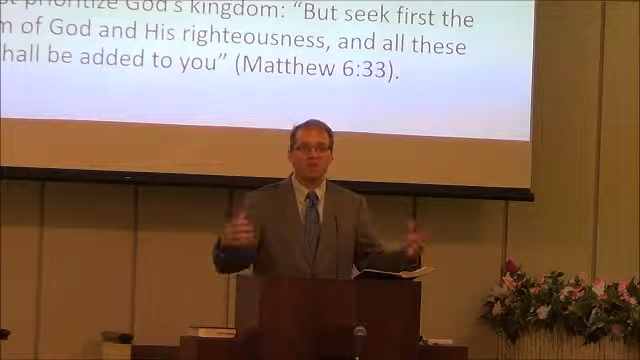 prioritize God's kingdom: "But seek first the
of God and His righteousness, and all these
hall be added to you" (Matthew 6:33).